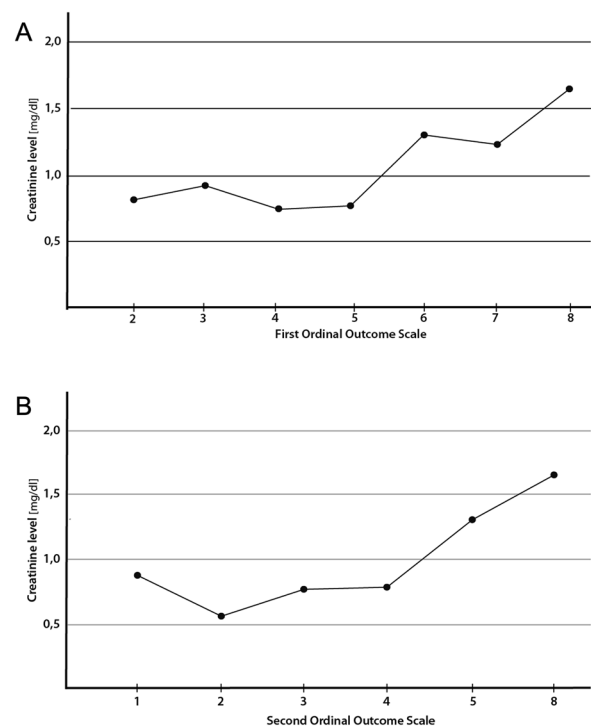 A
2,0
1,5
1,0
0,5
Creatinine level [mg/dl]
2 3 4 5 6 7 8
First Ordinal Outcome Scale
B
2,0
1,5
1,0
0,5
Creatinine level [mg/dl]
1 2 3 4 5 8
Second Ordinal Outcome Scale